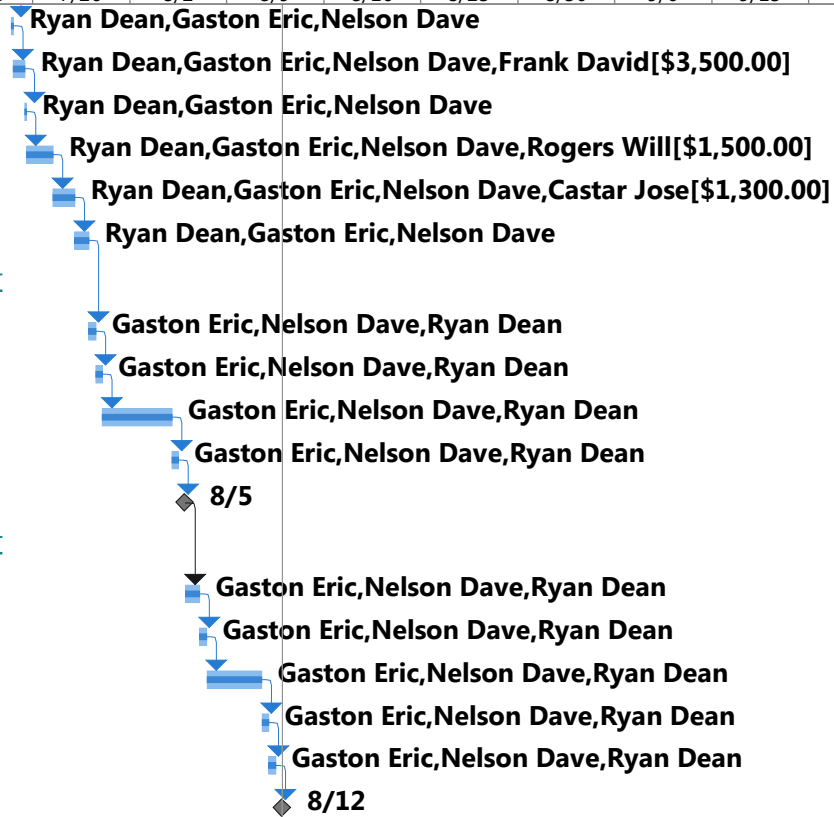 Ryan Dean,Gaston Eric,Nelson Dave
Ryan Dean,Gaston Eric,Nelson Dave,Frank David[$3,500.00]
Ryan Dean,Gaston Eric,Nelson Dave
Ryan Dean,Gaston Eric,Nelson Dave,Rogers Will[$1,500.00]
Ryan Dean,Gaston Eric,Nelson Dave,Castar Jose[$1,300.00]
Ryan Dean,Gaston Eric,Nelson Dave
Gaston Eric,Nelson Dave,Ryan Dean
Gaston Eric,Nelson Dave,Ryan Dean
Gaston Eric,Nelson Dave,Ryan Dean
Gaston Eric,Nelson Dave,Ryan Dean
8/5
Gaston Eric,Nelson Dave,Ryan Dean
Gaston Eric,Nelson Dave,Ryan Dean
Gaston Eric,Nelson Dave,Ryan Dean
Gaston Eric,Nelson Dave,Ryan Dean
Gaston Eric,Nelson Dave,Ryan Dean
8/12